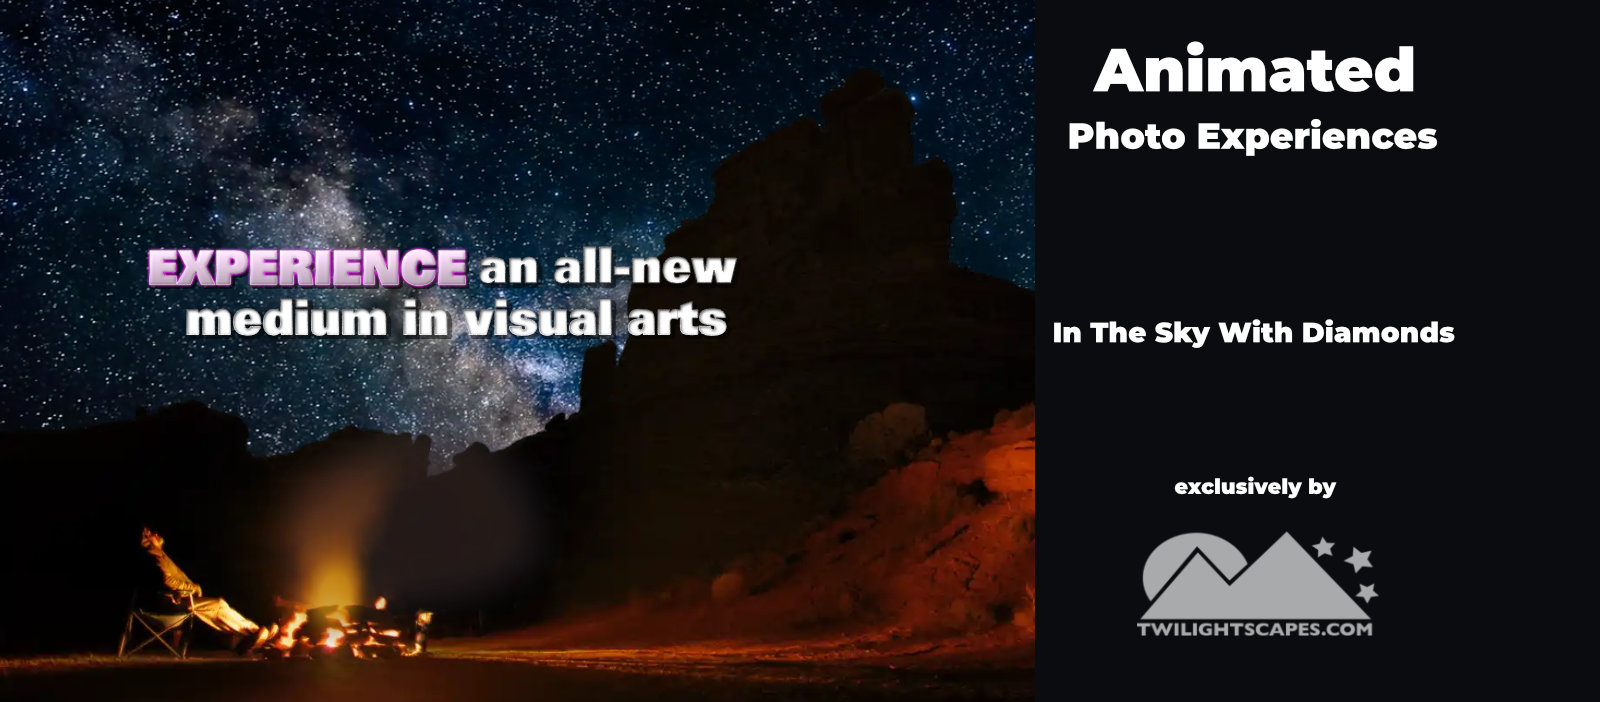 EXPERIENCE an all-new
medium in visual arts
Animated
Photo Experiences
In The Sky With Diamonds
exclusively by
TWILIGHTSCAPES.COM